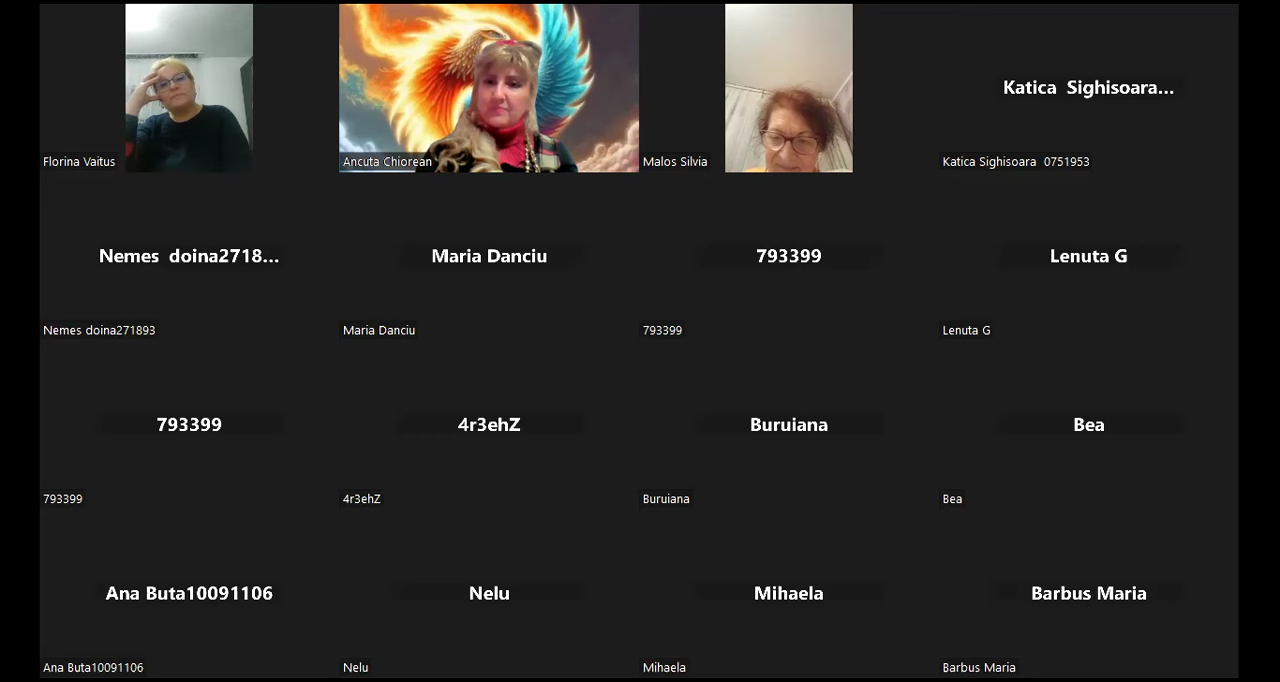 Katica Sighisoara...
Florina Vaitus
Ancuta Chiorean
Malos Silvia
Katica Sighisoara 0751953
Nemes doina2718...
Maria Danciu
793399
Lenuta G
Nemes doina271893
Maria Danciu
793399
Lenuta G
793399
4r3ehZ
Buruiana
Bea
793399
4r3ehZ
Buruiana
Bea
Ana Buta10091106
Nelu
Mihaela
Barbus Maria
Ana Buta10091106
Nelu
Mihaela
Barbus Maria